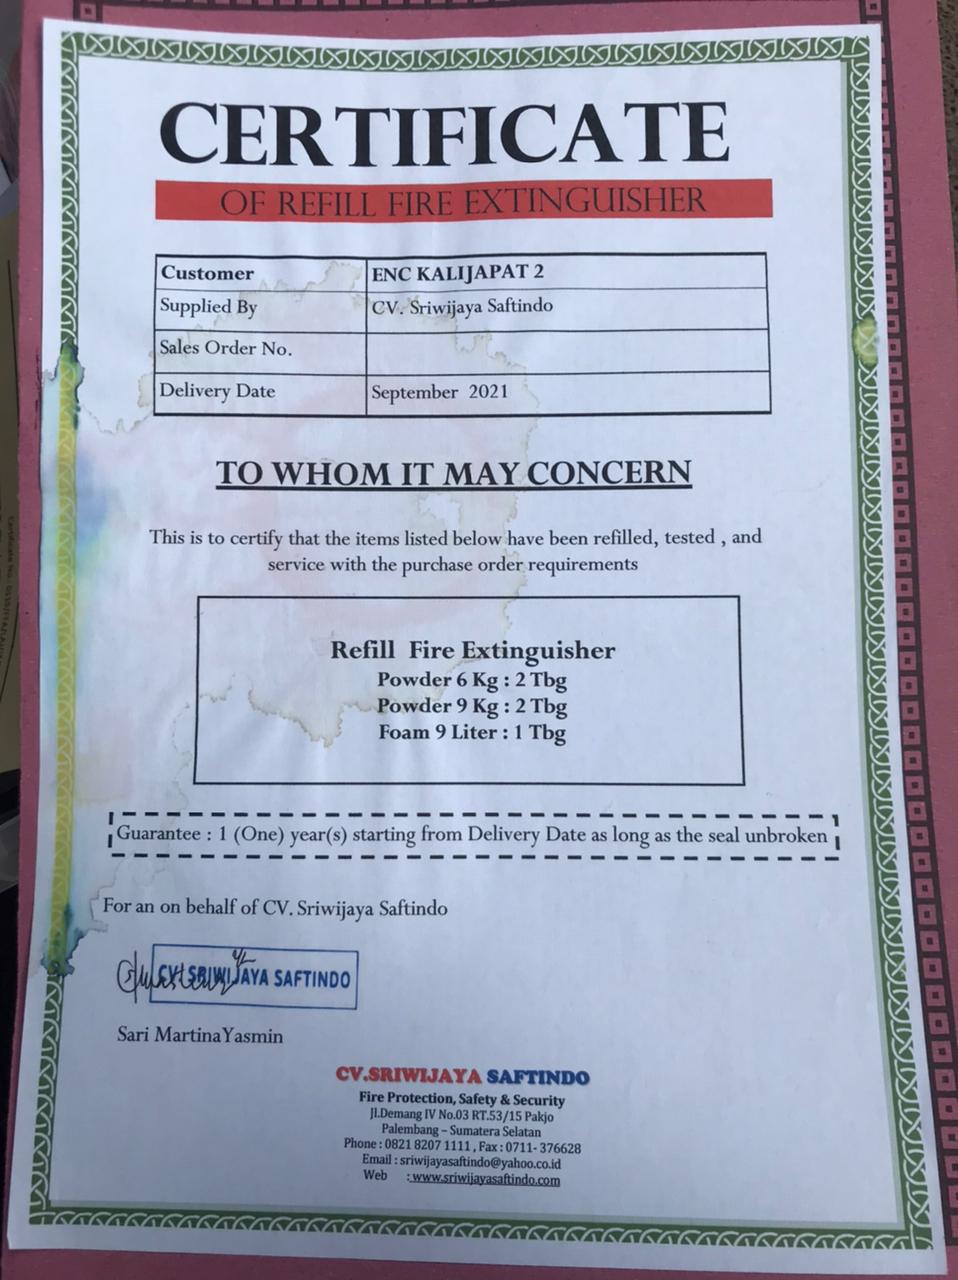 CERTIFICATE
OF REFILL FIRE EXTINGUISHER
Customer ENC KALIJAPAT 2
Supplied By CV. Sriwijaya Saftindo
Sales Order No.
Delivery Date September 2021
TO WHOM IT MAY CONCERN
This is to certify that the items listed below have been refilled, tested , and
service with the purchase order requirements
Refill Fire Extinguisher
Powder 6 Kg : 2 Tbg
Powder 9 Kg : 2 Tbg
Foam 9 Liter : 1 Tbg
Guarantee : 1 (One) year(s) starting from Delivery Date as long as the seal unbroken
For an on behalf of CV. Sriwijaya Saftindo
CV. SRIWIJAYA SAFTINDO
Sari Martina Yasmin
CV.SRIWIJAYA SAFTINDO
Fire Protection, Safety & Security
Jl.Demang IV No.03 RT.53/15 Pakjo
Palembang – Sumatera Selatan
Phone : 0821 8207 1111 , Fax : 0711- 376628
Email : sriwijayasaftindo@yahoo.co.id
Web : www.sriwijayasaftindo.com